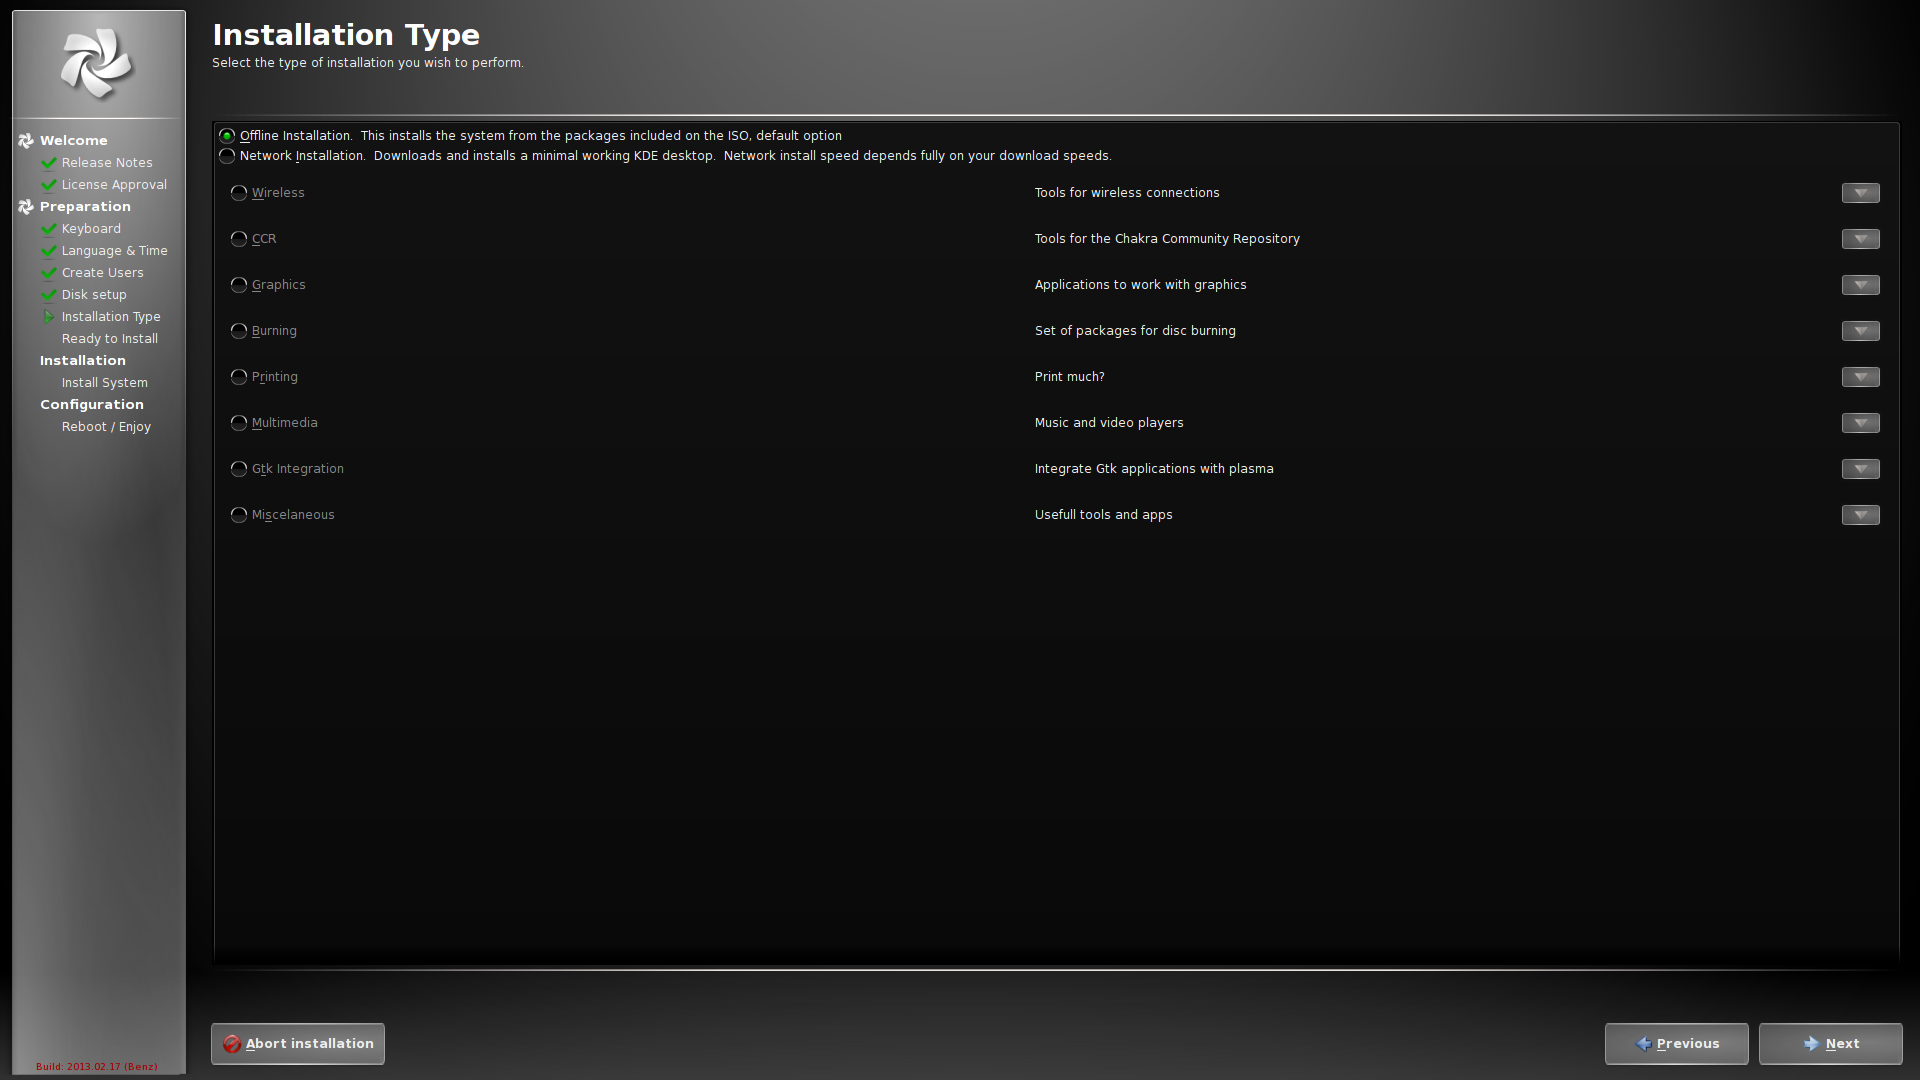 Installation Type
Select the type of installation you wish to perform.
Welcome
Release Notes
License Approval
Preparation
Keyboard
Language & Time
Create Users
Disk setup
Installation Type
Ready to Install
Installation
Install System
Configuration
Reboot / Enjoy
Build: 2013.02.17 (Benz)
Offline Installation.  This installs the system from the packages included on the ISO, default option
Network Installation.  Downloads and installs a minimal working KDE desktop.  Network install speed depends fully on your download speeds.
Wireless Tools for wireless connections
CCR Tools for the Chakra Community Repository
Graphics Applications to work with graphics
Burning Set of packages for disc burning
Printing Print much?
Multimedia Music and video players
Gtk Integration Integrate Gtk applications with plasma
Miscelaneous Usefull tools and apps
Abort installation Previous Next